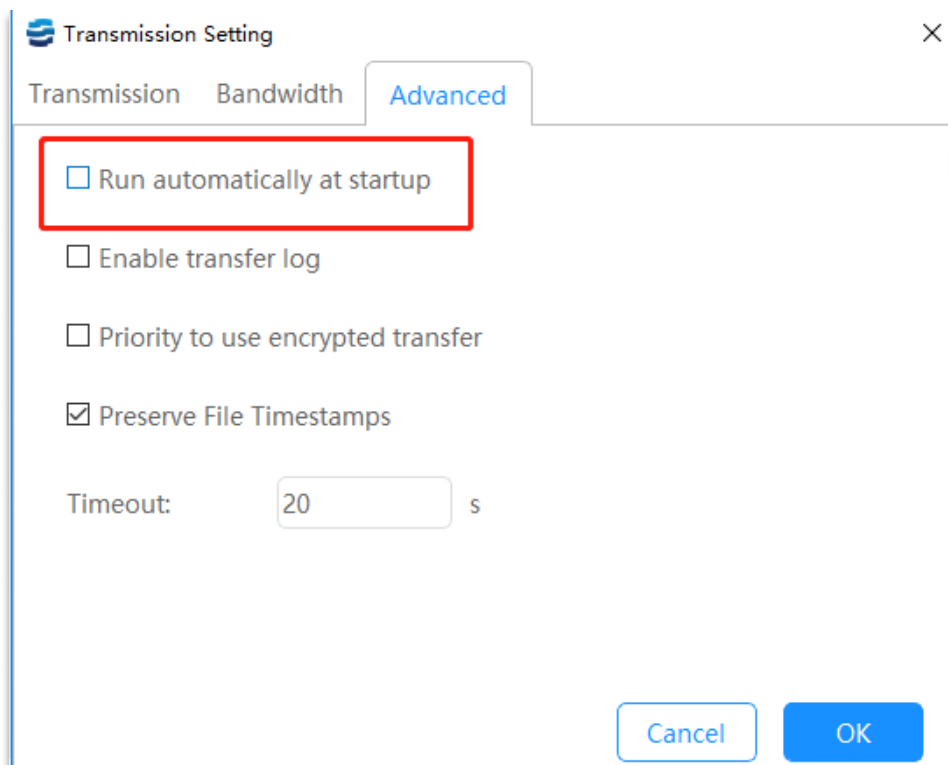 Transmission Setting
Transmission Bandwidth Advanced
Run automatically at startup
Enable transfer log
Priority to use encrypted transfer
Preserve File Timestamps
Timeout: 20 s
Cancel OK